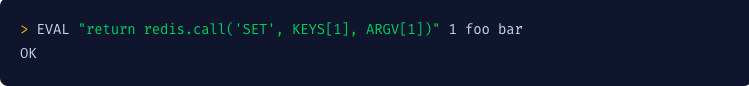 > EVAL "return redis.call('SET', KEYS[1], ARGV[1])" 1 foo bar
OK